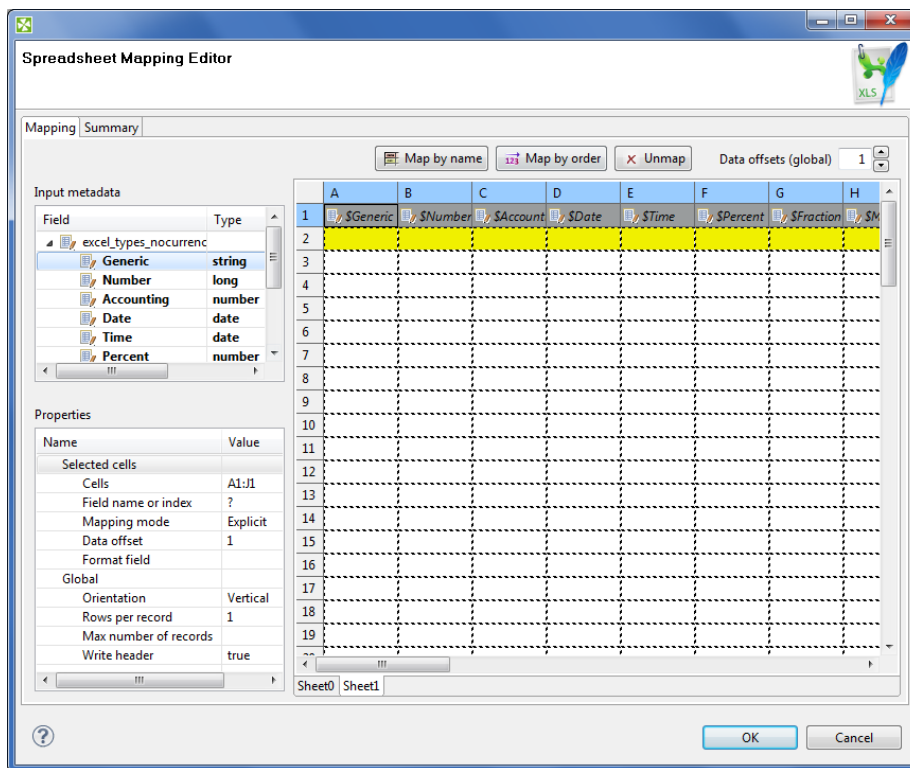 Spreadsheet Mapping Editor
XLS
Mapping Summary
Map by name 123 Map by order Unmap Data offsets (global) 1
Input metadata
Field Type
excel_types_nocurrenc
Generic string
Number long
Accounting number
Date date
Time date
Percent number
Properties
Name Value
Selected cells
Cells A1:J1
Field name or index ?
Mapping mode Explicit
Data offset 1
Format field
Global
Orientation Vertical
Rows per record 1
Max number of records
Write header true
A B C D E F G H
1 $Generic $Number $Account $Date $Time $Percent $Fraction $M
2
3
4
5
6
7
8
9
10
11
12
13
14
15
16
17
18
19
Sheet0 Sheet1
? OK Cancel